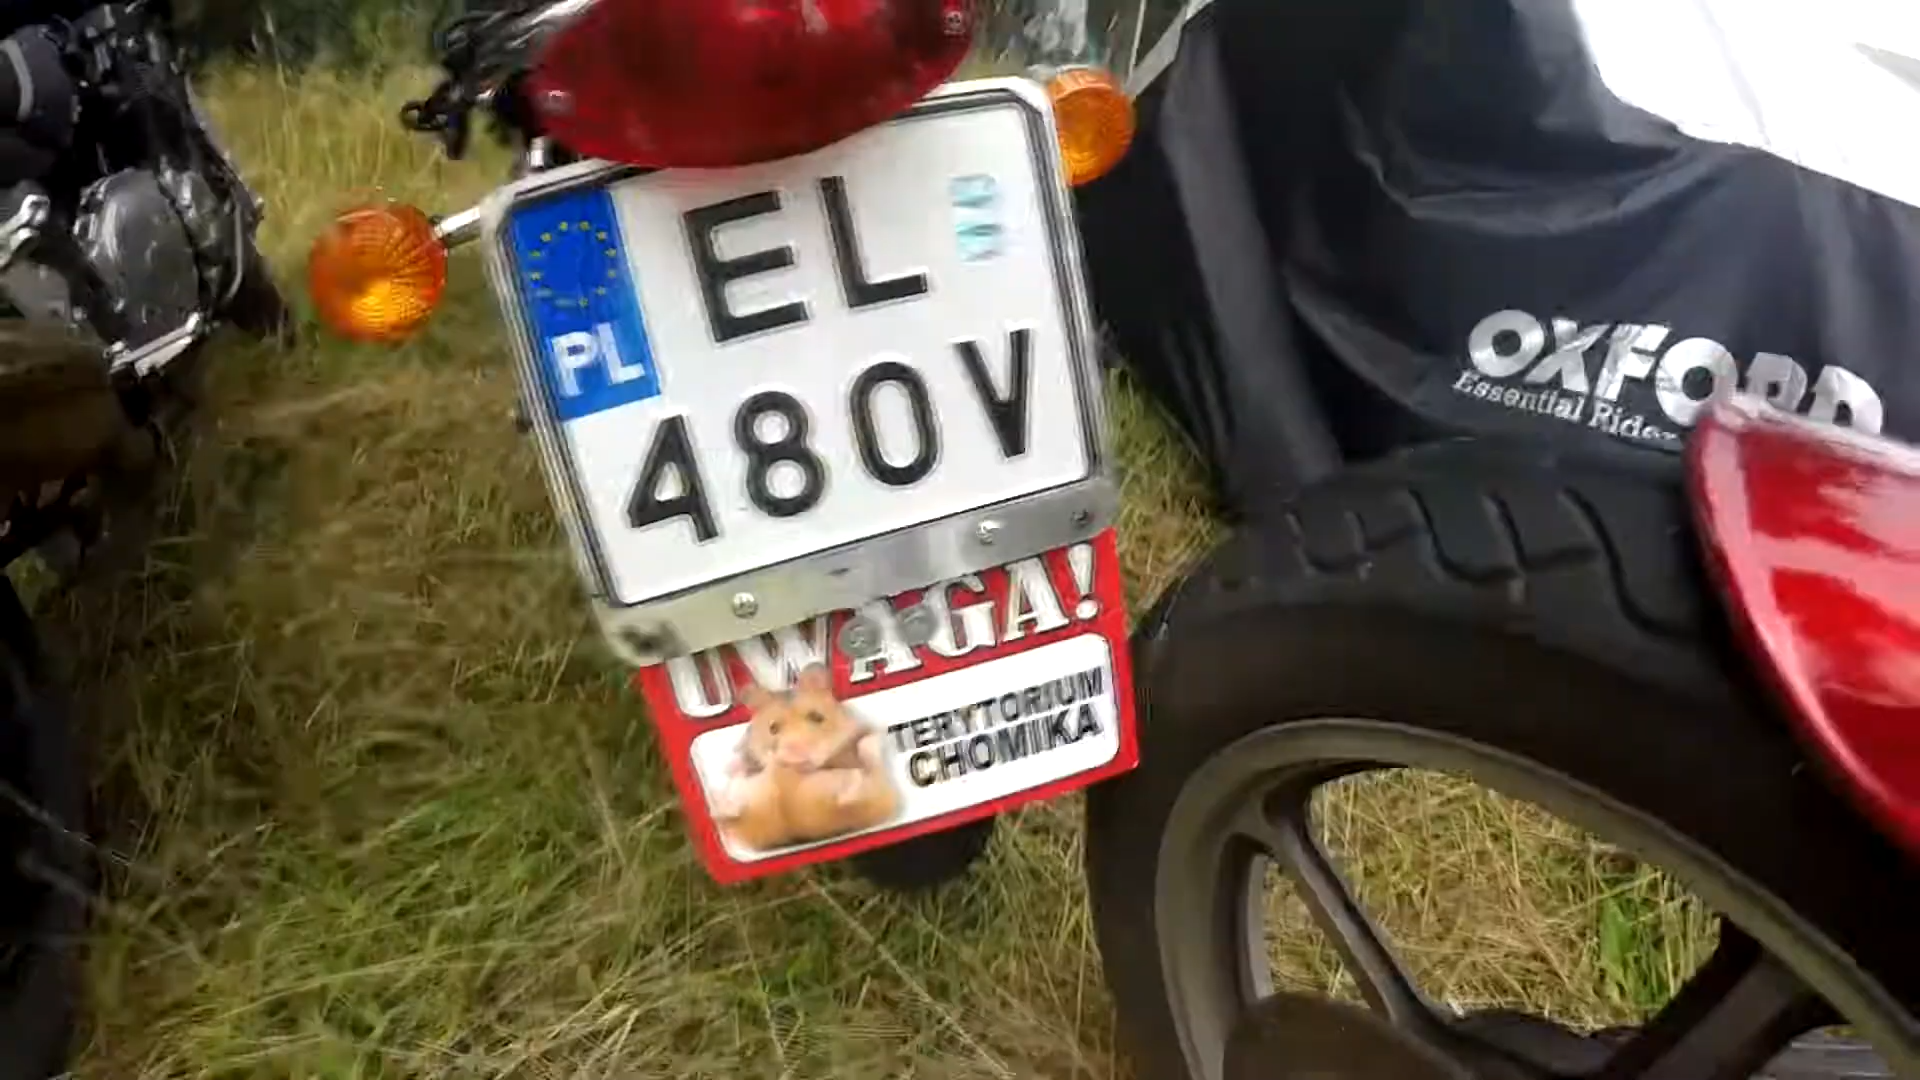 EL
PL
480V
UWAGA!
TERYTORIUM
CHOMIKA
OXFORD
Essential Rider